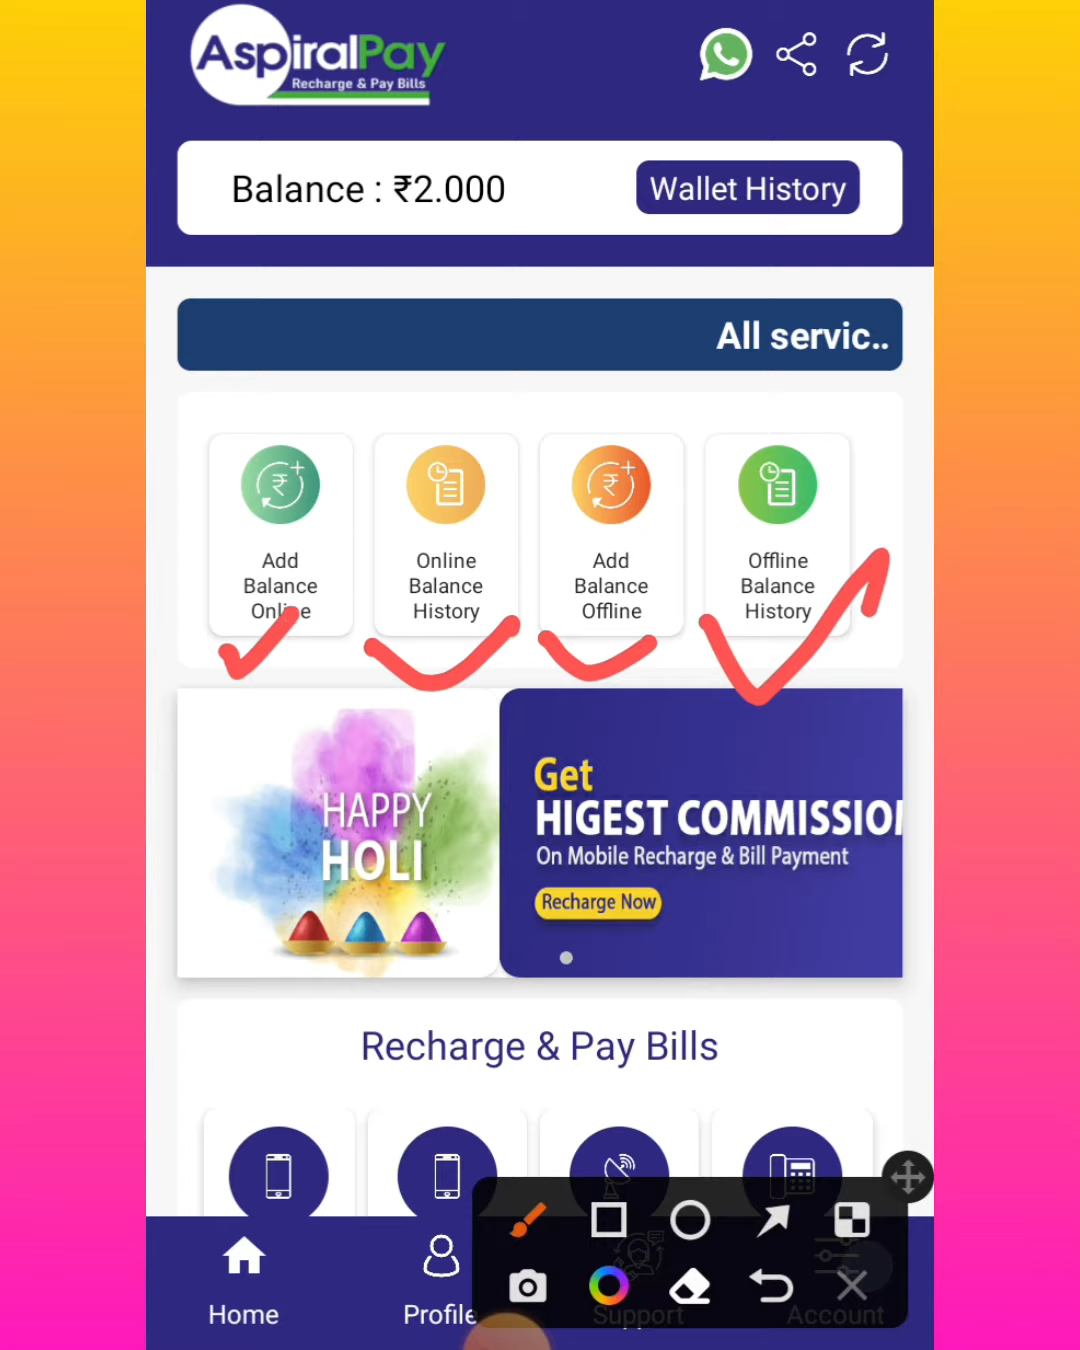 AspiralPay
Recharge & Pay Bills
Balance : ₹2.000
Wallet History
All servic..
Add
Balance
Online
Online
Balance
History
Add
Balance
Offline
Offline
Balance
History
HAPPY
HOLI
Get
HIGEST COMMISSION
On Mobile Recharge & Bill Payment
Recharge Now
Recharge & Pay Bills
Home
Profile
Support
Account